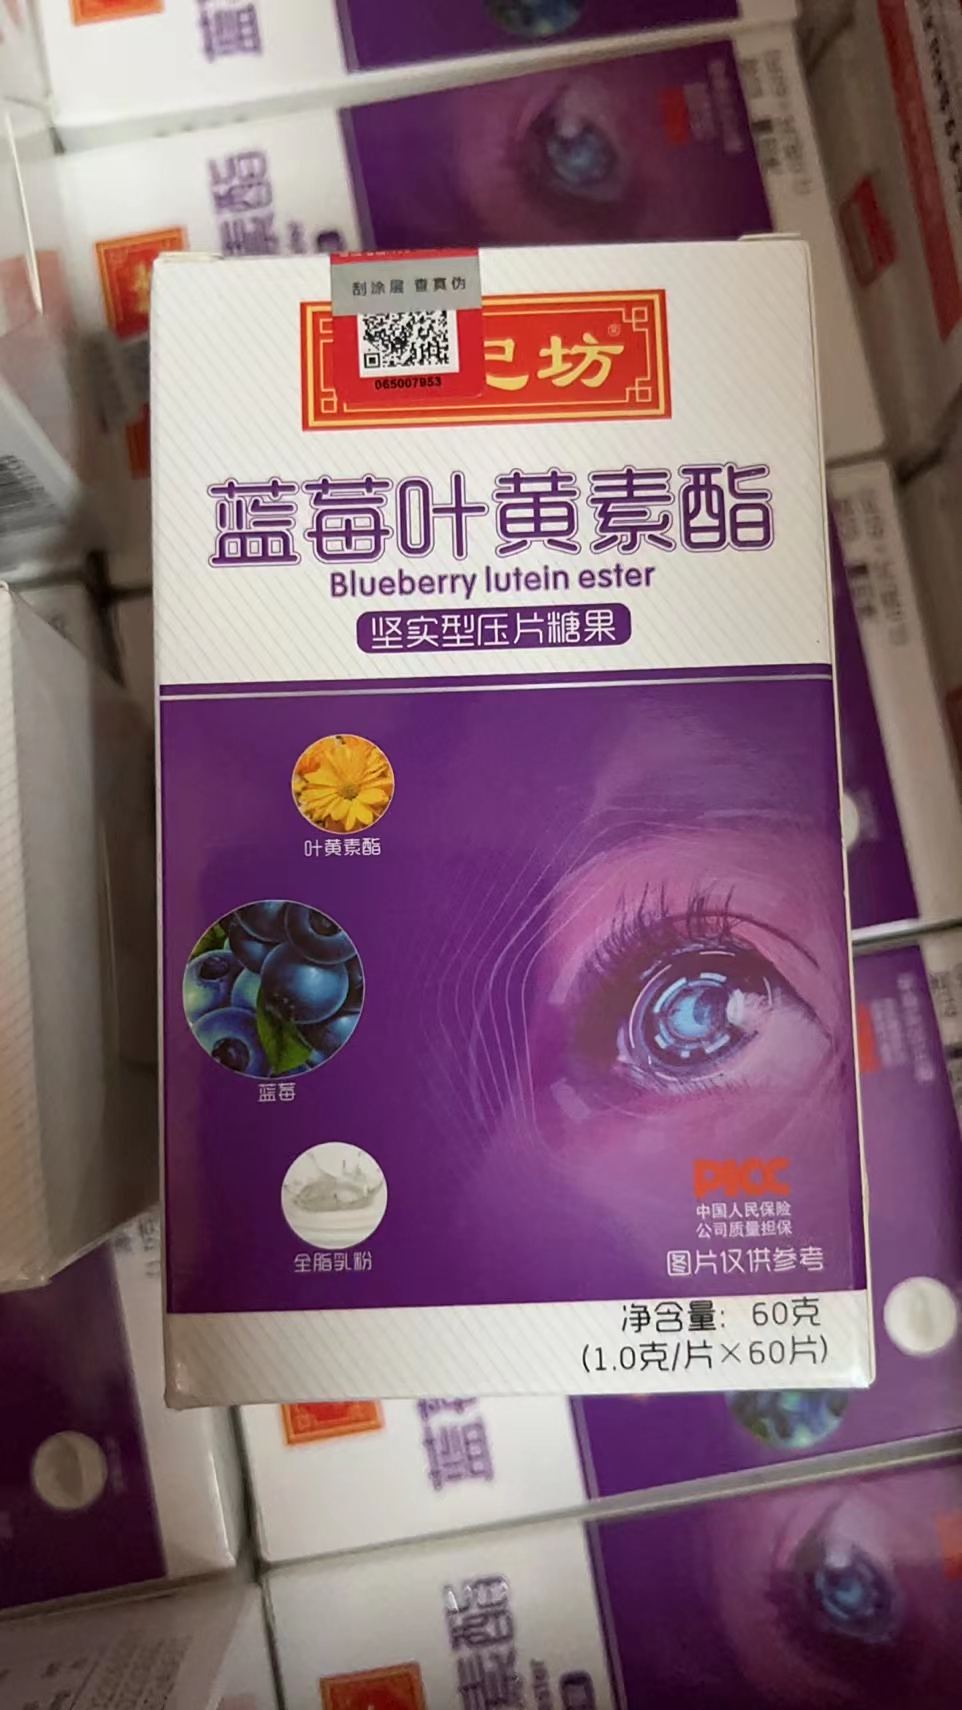 刮涂层 查真伪
065007953
记坊®
蓝莓叶黄素酯
Blueberry lutein ester
坚实型压片糖果
叶黄素酯
蓝莓
全脂乳粉
PICC
中国人民保险
公司质量担保
图片仅供参考
净含量：60克
(1.0克/片×60片)